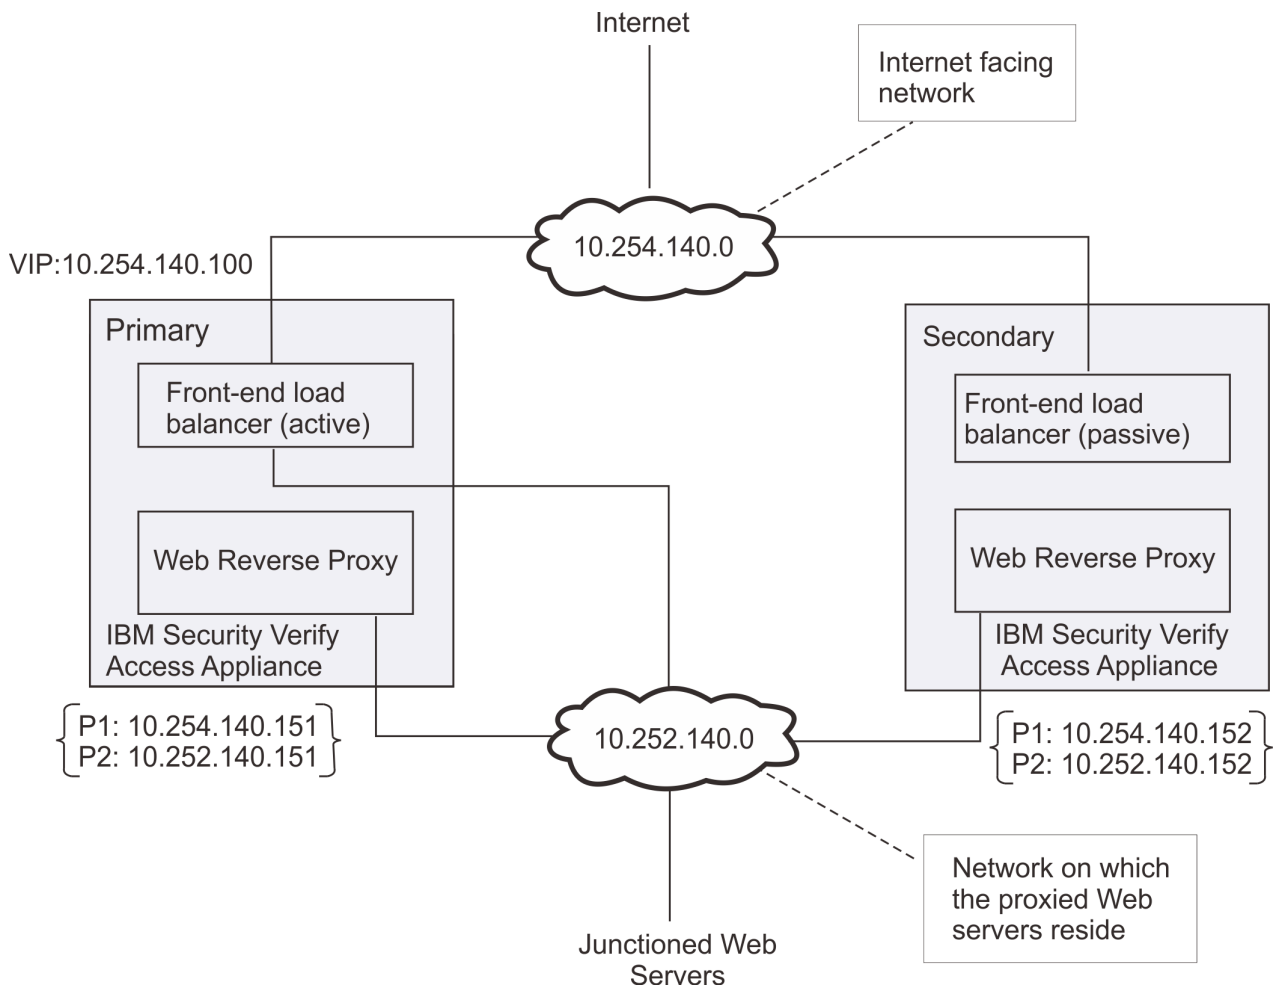 Internet
Internet facing
network
10.254.140.0
VIP:10.254.140.100
Primary
Front-end load
balancer (active)
Web Reverse Proxy
IBM Security Verify
Access Appliance
P1: 10.254.140.151
P2: 10.252.140.151
Secondary
Front-end load
balancer (passive)
Web Reverse Proxy
IBM Security Verify
Access Appliance
P1: 10.254.140.152
P2: 10.252.140.152
10.252.140.0
Network on which
the proxied Web
servers reside
Junctioned Web
Servers